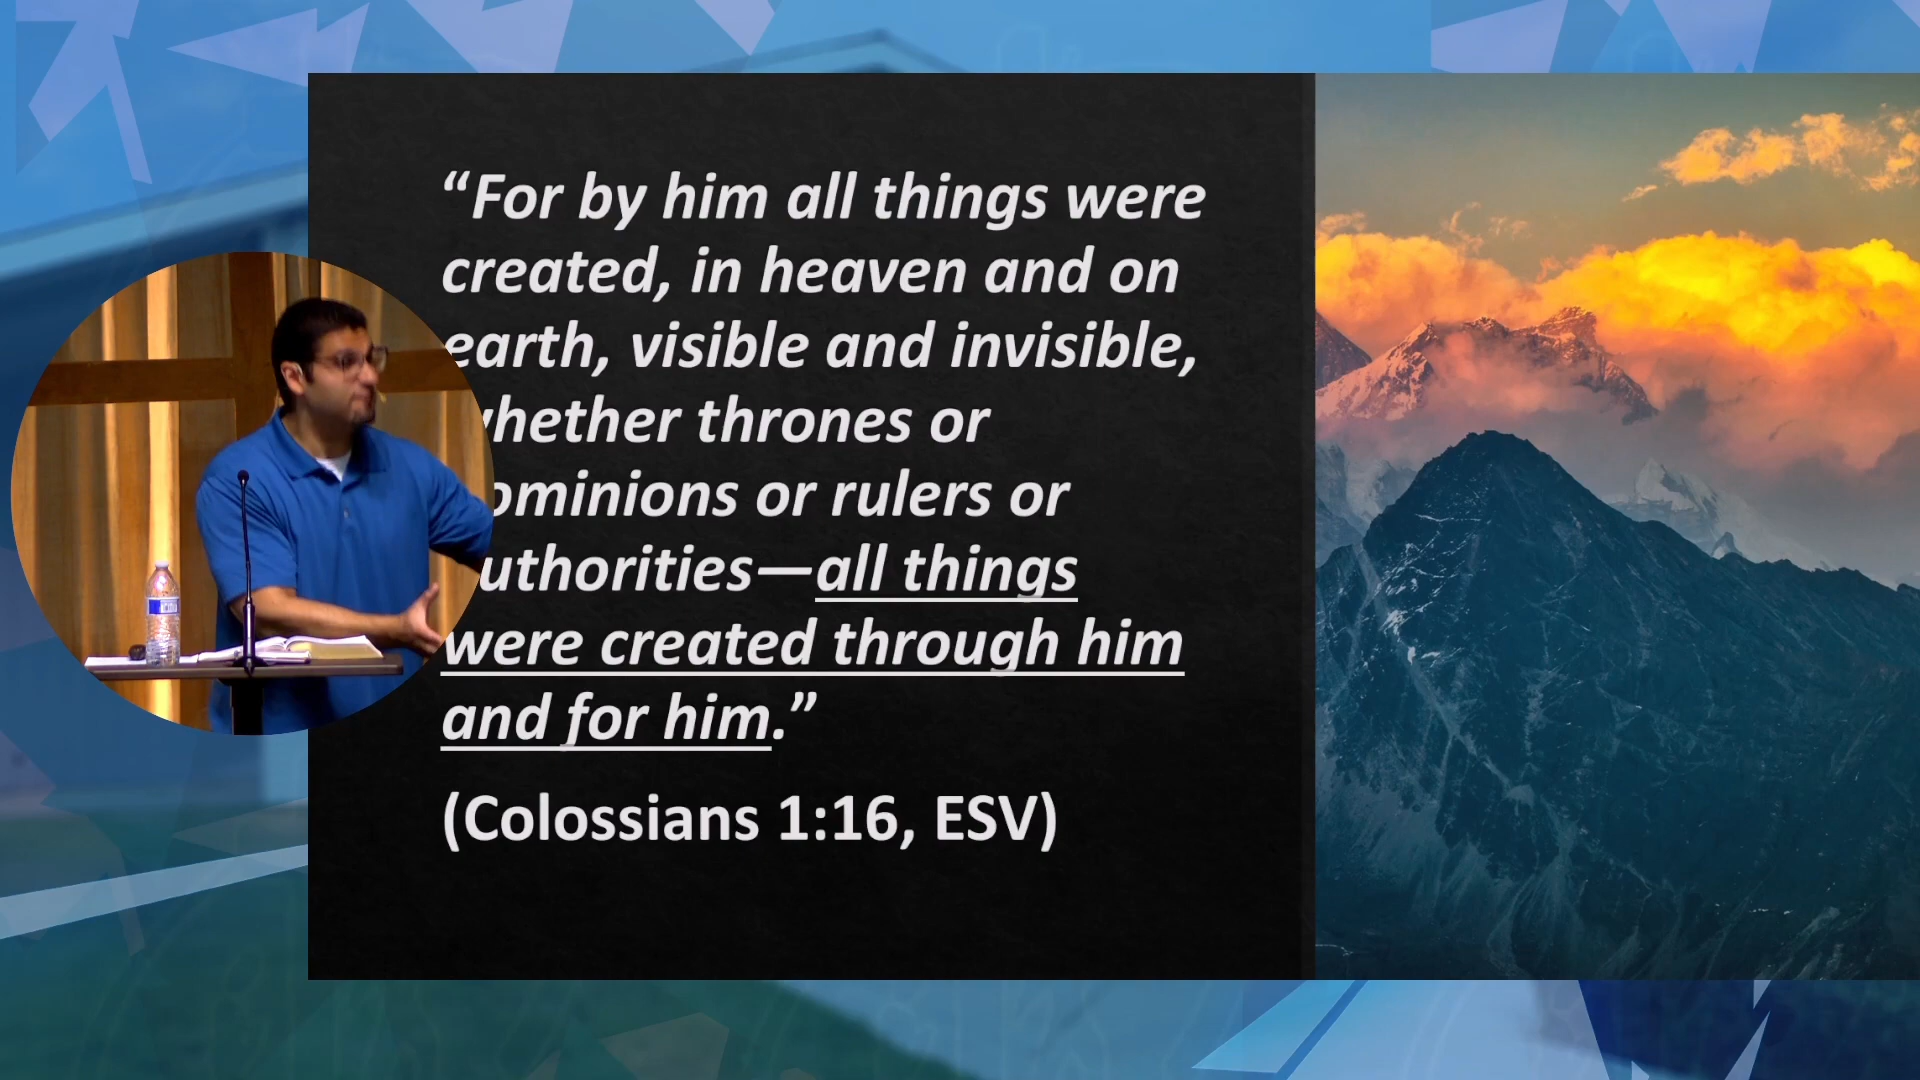 “For by him all things were
created, in heaven and on
earth, visible and invisible,
whether thrones or
ominions or rulers or
uthorities—all things
were created through him
and for him.”
(Colossians 1:16, ESV)